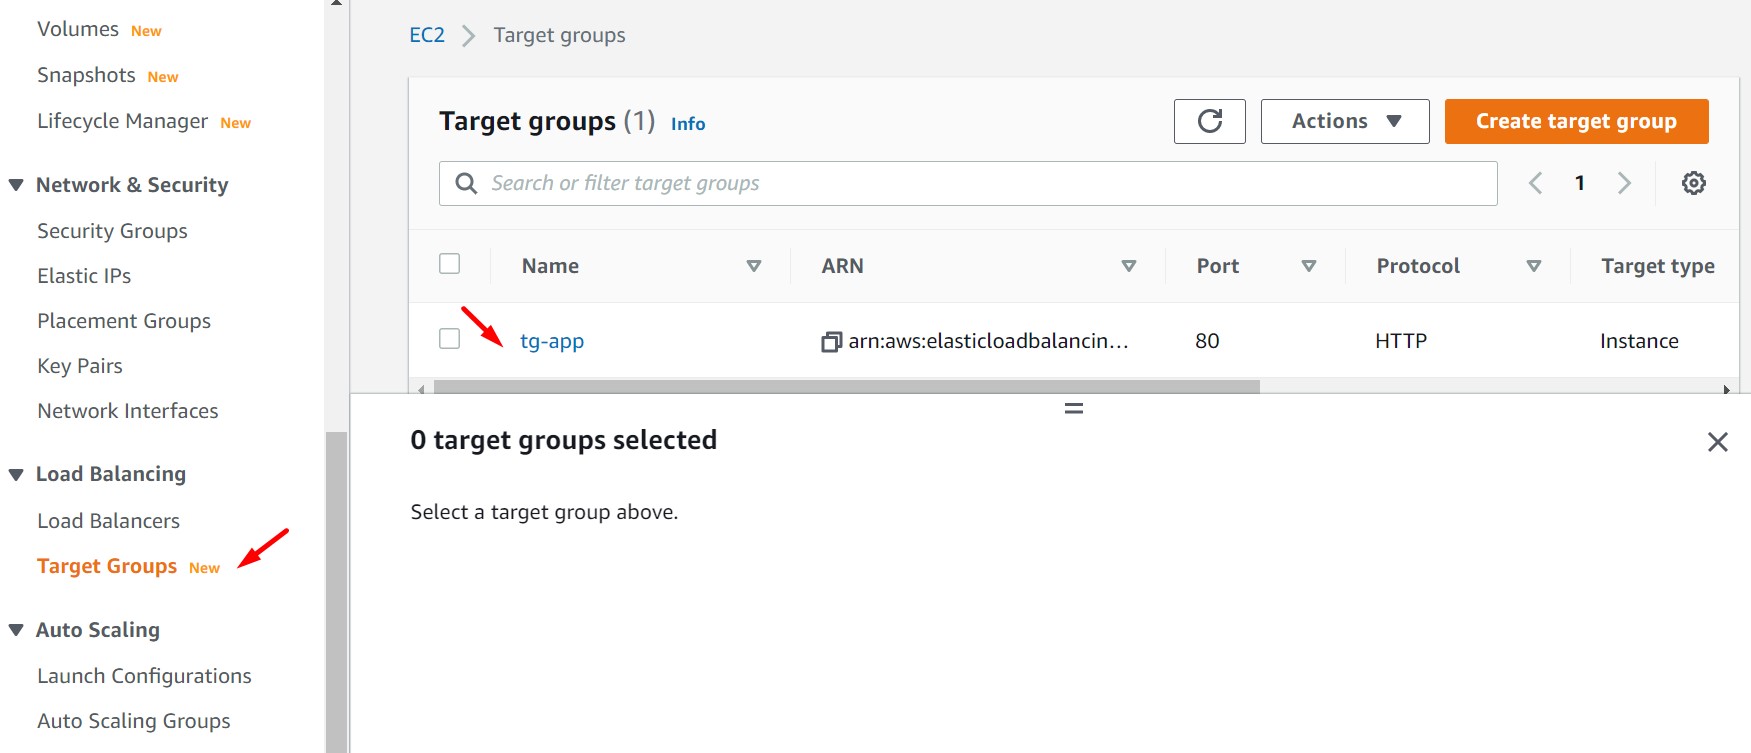 Volumes New
Snapshots New
Lifecycle Manager New
Network & Security
Security Groups
Elastic IPs
Placement Groups
Key Pairs
Network Interfaces
Load Balancing
Load Balancers
Target Groups New
Auto Scaling
Launch Configurations
Auto Scaling Groups
EC2 Target groups
Target groups (1) Info
Actions
Create target group
Search or filter target groups
1
Name ARN Port Protocol Target type
tg-app arn:aws:elasticloadbalancin... 80 HTTP Instance
0 target groups selected
Select a target group above.